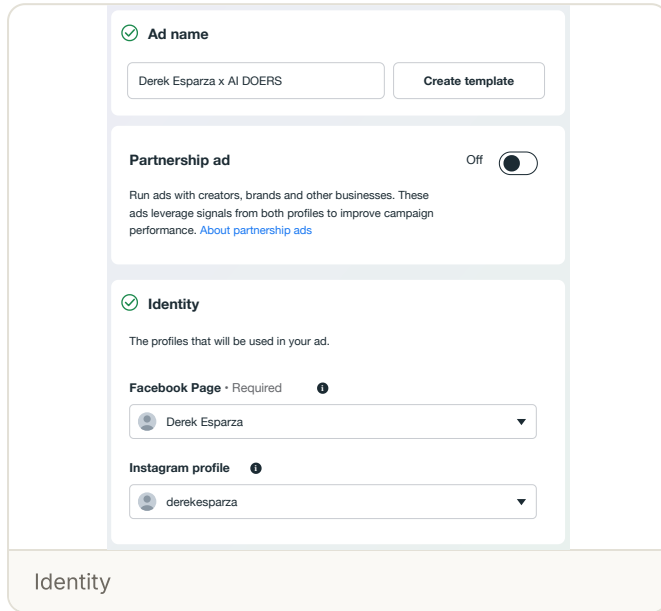 Ad name
Derek Esparza x AI DOERS
Create template
Partnership ad
Off
Run ads with creators, brands and other businesses. These
ads leverage signals from both profiles to improve campaign
performance. About partnership ads
Identity
The profiles that will be used in your ad.
Facebook Page • Required
Derek Esparza
Instagram profile
derekesparza
Identity